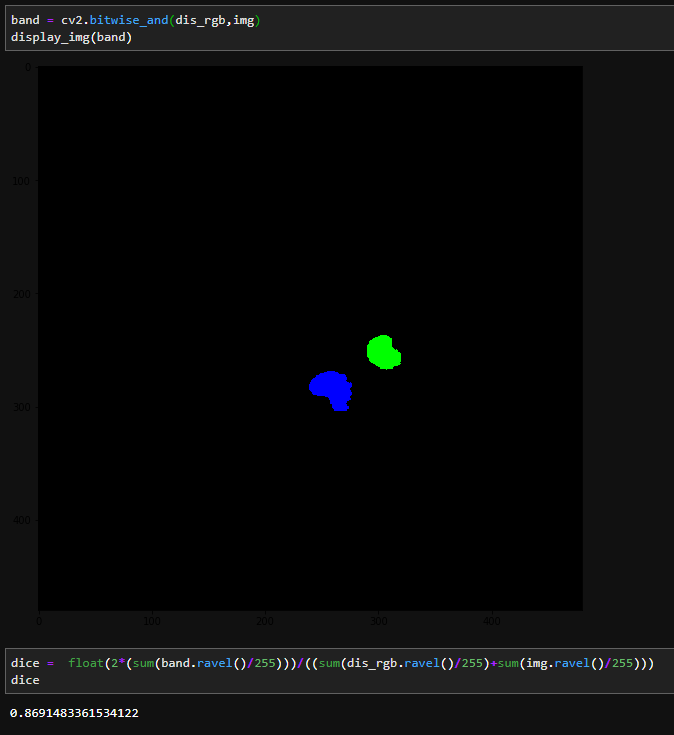 band = cv2.bitwise_and(dis_rgb,img)
display_img(band)
0
100
200
300
400
0 100 200 300 400
dice =  float(2*(sum(band.ravel()/255)))/((sum(dis_rgb.ravel()/255)+sum(img.ravel()/255)))
dice
0.8691483361534122